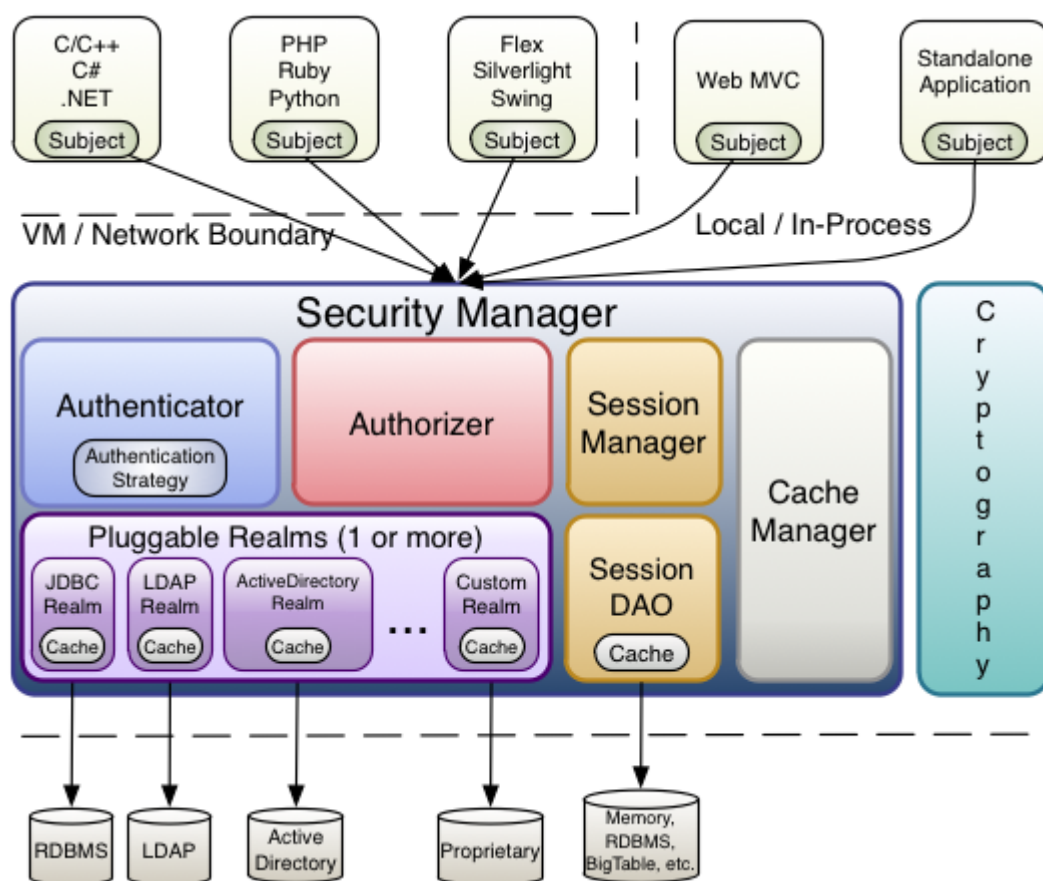 C/C++
C#
.NET
Subject
PHP
Ruby
Python
Subject
Flex
Silverlight
Swing
Subject
Web MVC
Subject
Standalone
Application
Subject
VM / Network Boundary
Local / In-Process
Security Manager
Authenticator
Authentication
Strategy
Authorizer
Session
Manager
Cache
Manager
Cryptography
Pluggable Realms (1 or more)
JDBC
Realm
Cache
LDAP
Realm
Cache
ActiveDirectory
Realm
Cache
...
Custom
Realm
Cache
Session
DAO
Cache
RDBMS
LDAP
Active
Directory
Proprietary
Memory,
RDBMS,
BigTable, etc.